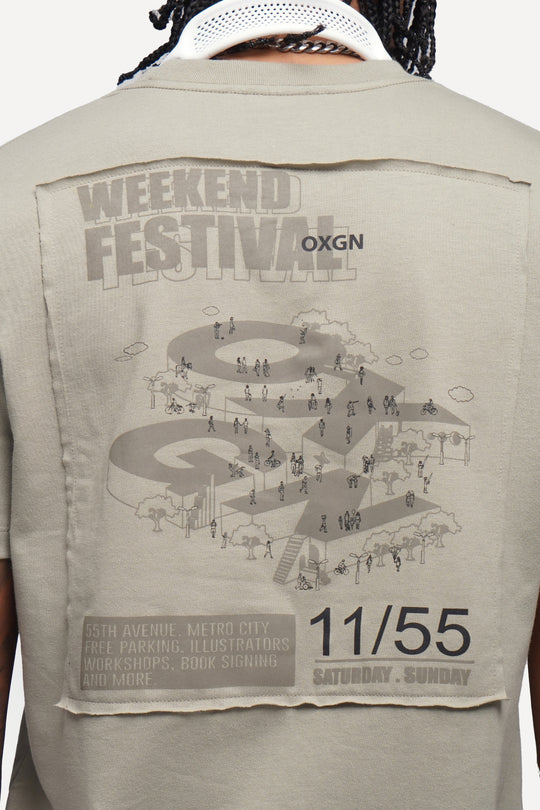 WEEKEND
FESTIVAL
OXGN
OXGN
55TH AVENUE. METRO CITY
FREE PARKING. ILLUSTRATORS
WORKSHOPS. BOOK SIGNING
AND MORE.
11/55
SATURDAY . SUNDAY